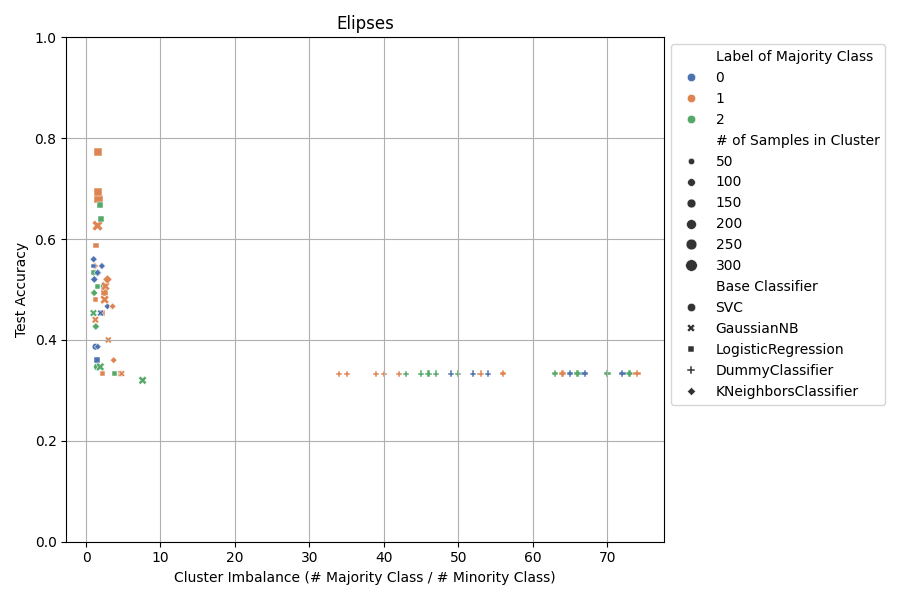 Elipses
1.0
0.8
0.6
0.4
0.2
0.0
Test Accuracy
0 10 20 30 40 50 60 70
Cluster Imbalance (# Majority Class / # Minority Class)
Label of Majority Class
0
1
2
# of Samples in Cluster
50
100
150
200
250
300
Base Classifier
SVC
GaussianNB
LogisticRegression
DummyClassifier
KNeighborsClassifier